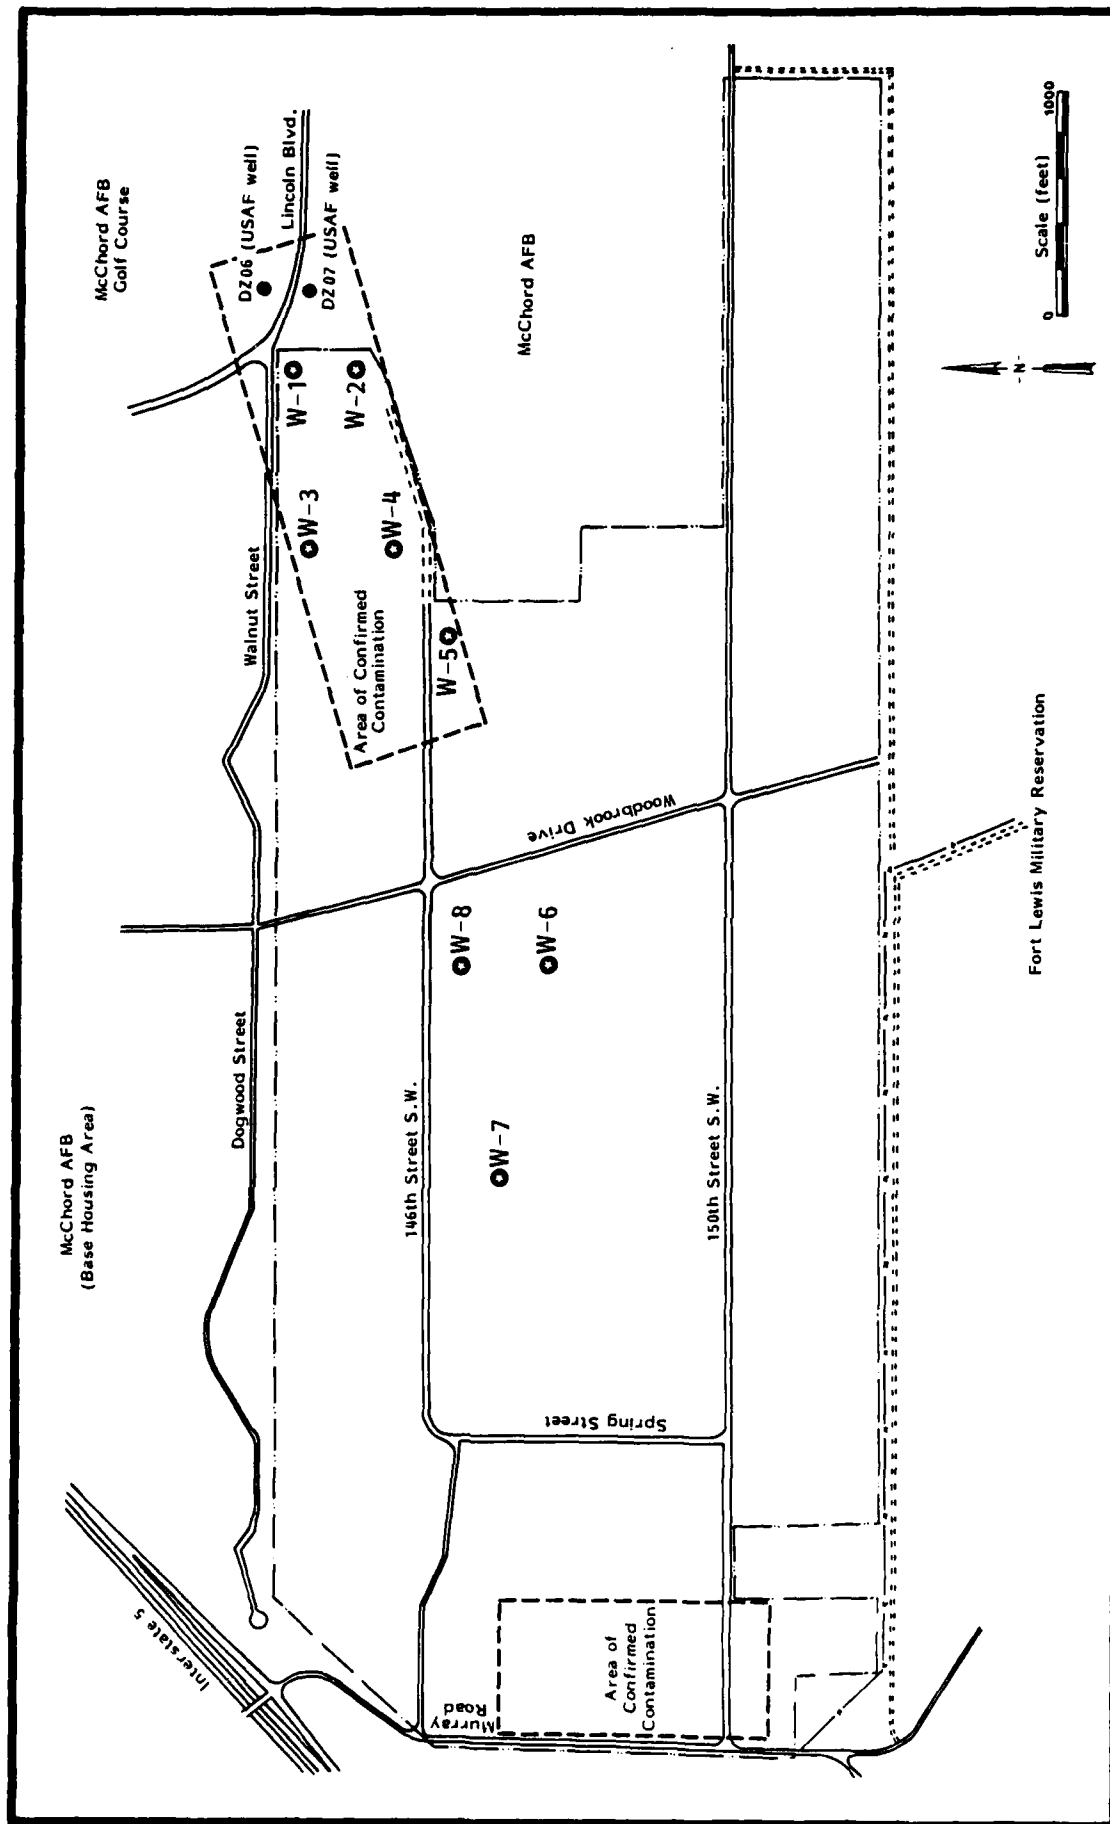 McChord AFB
(Base Housing Area)
McChord AFB
Golf Course
Interstate 5
Dogwood Street
Walnut Street
DZ06 (USAF well)
Lincoln Blvd.
DZ07 (USAF well)
W-1
W-2
W-3
W-4
Area of Confirmed
Contamination
W-5
146th Street S.W.
W-8
W-6
W-7
Woodbrook Drive
McChord AFB
Murray
Road
Spring Street
Area of
Confirmed
Contamination
150th Street S.W.
Fort Lewis Military Reservation
-N-
Scale (feet)
0 1000